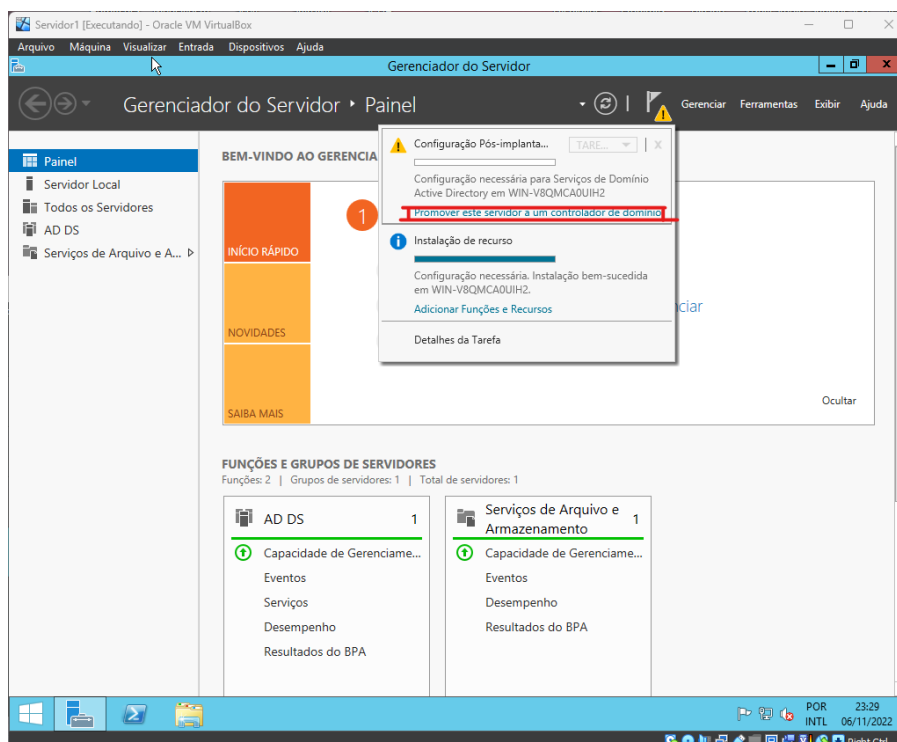 Servidor1 [Executando] - Oracle VM VirtualBox
Arquivo Máquina Visualizar Entrada Dispositivos Ajuda
Gerenciador do Servidor
Gerenciador do Servidor ‣ Painel
Gerenciar Ferramentas Exibir Ajuda
Painel
Servidor Local
Todos os Servidores
AD DS
Serviços de Arquivo e A...
BEM-VINDO AO GERENCIA
INÍCIO RÁPIDO
NOVIDADES
SAIBA MAIS
1
Configuração Pós-implanta...
TARE...
X
Configuração necessária para Serviços de Domínio
Active Directory em WIN-V8QMCA0UIH2
Promover este servidor a um controlador de domínio
Instalação de recurso
Configuração necessária. Instalação bem-sucedida
em WIN-V8QMCA0UIH2.
Adicionar Funções e Recursos
Detalhes da Tarefa
nciar
Ocultar
FUNÇÕES E GRUPOS DE SERVIDORES
Funções: 2 | Grupos de servidores: 1 | Total de servidores: 1
AD DS 1
Capacidade de Gerenciame...
Eventos
Serviços
Desempenho
Resultados do BPA
Serviços de Arquivo e
Armazenamento
1
Capacidade de Gerenciame...
Eventos
Desempenho
Resultados do BPA
POR
INTL
23:29
06/11/2022
Right Ctrl